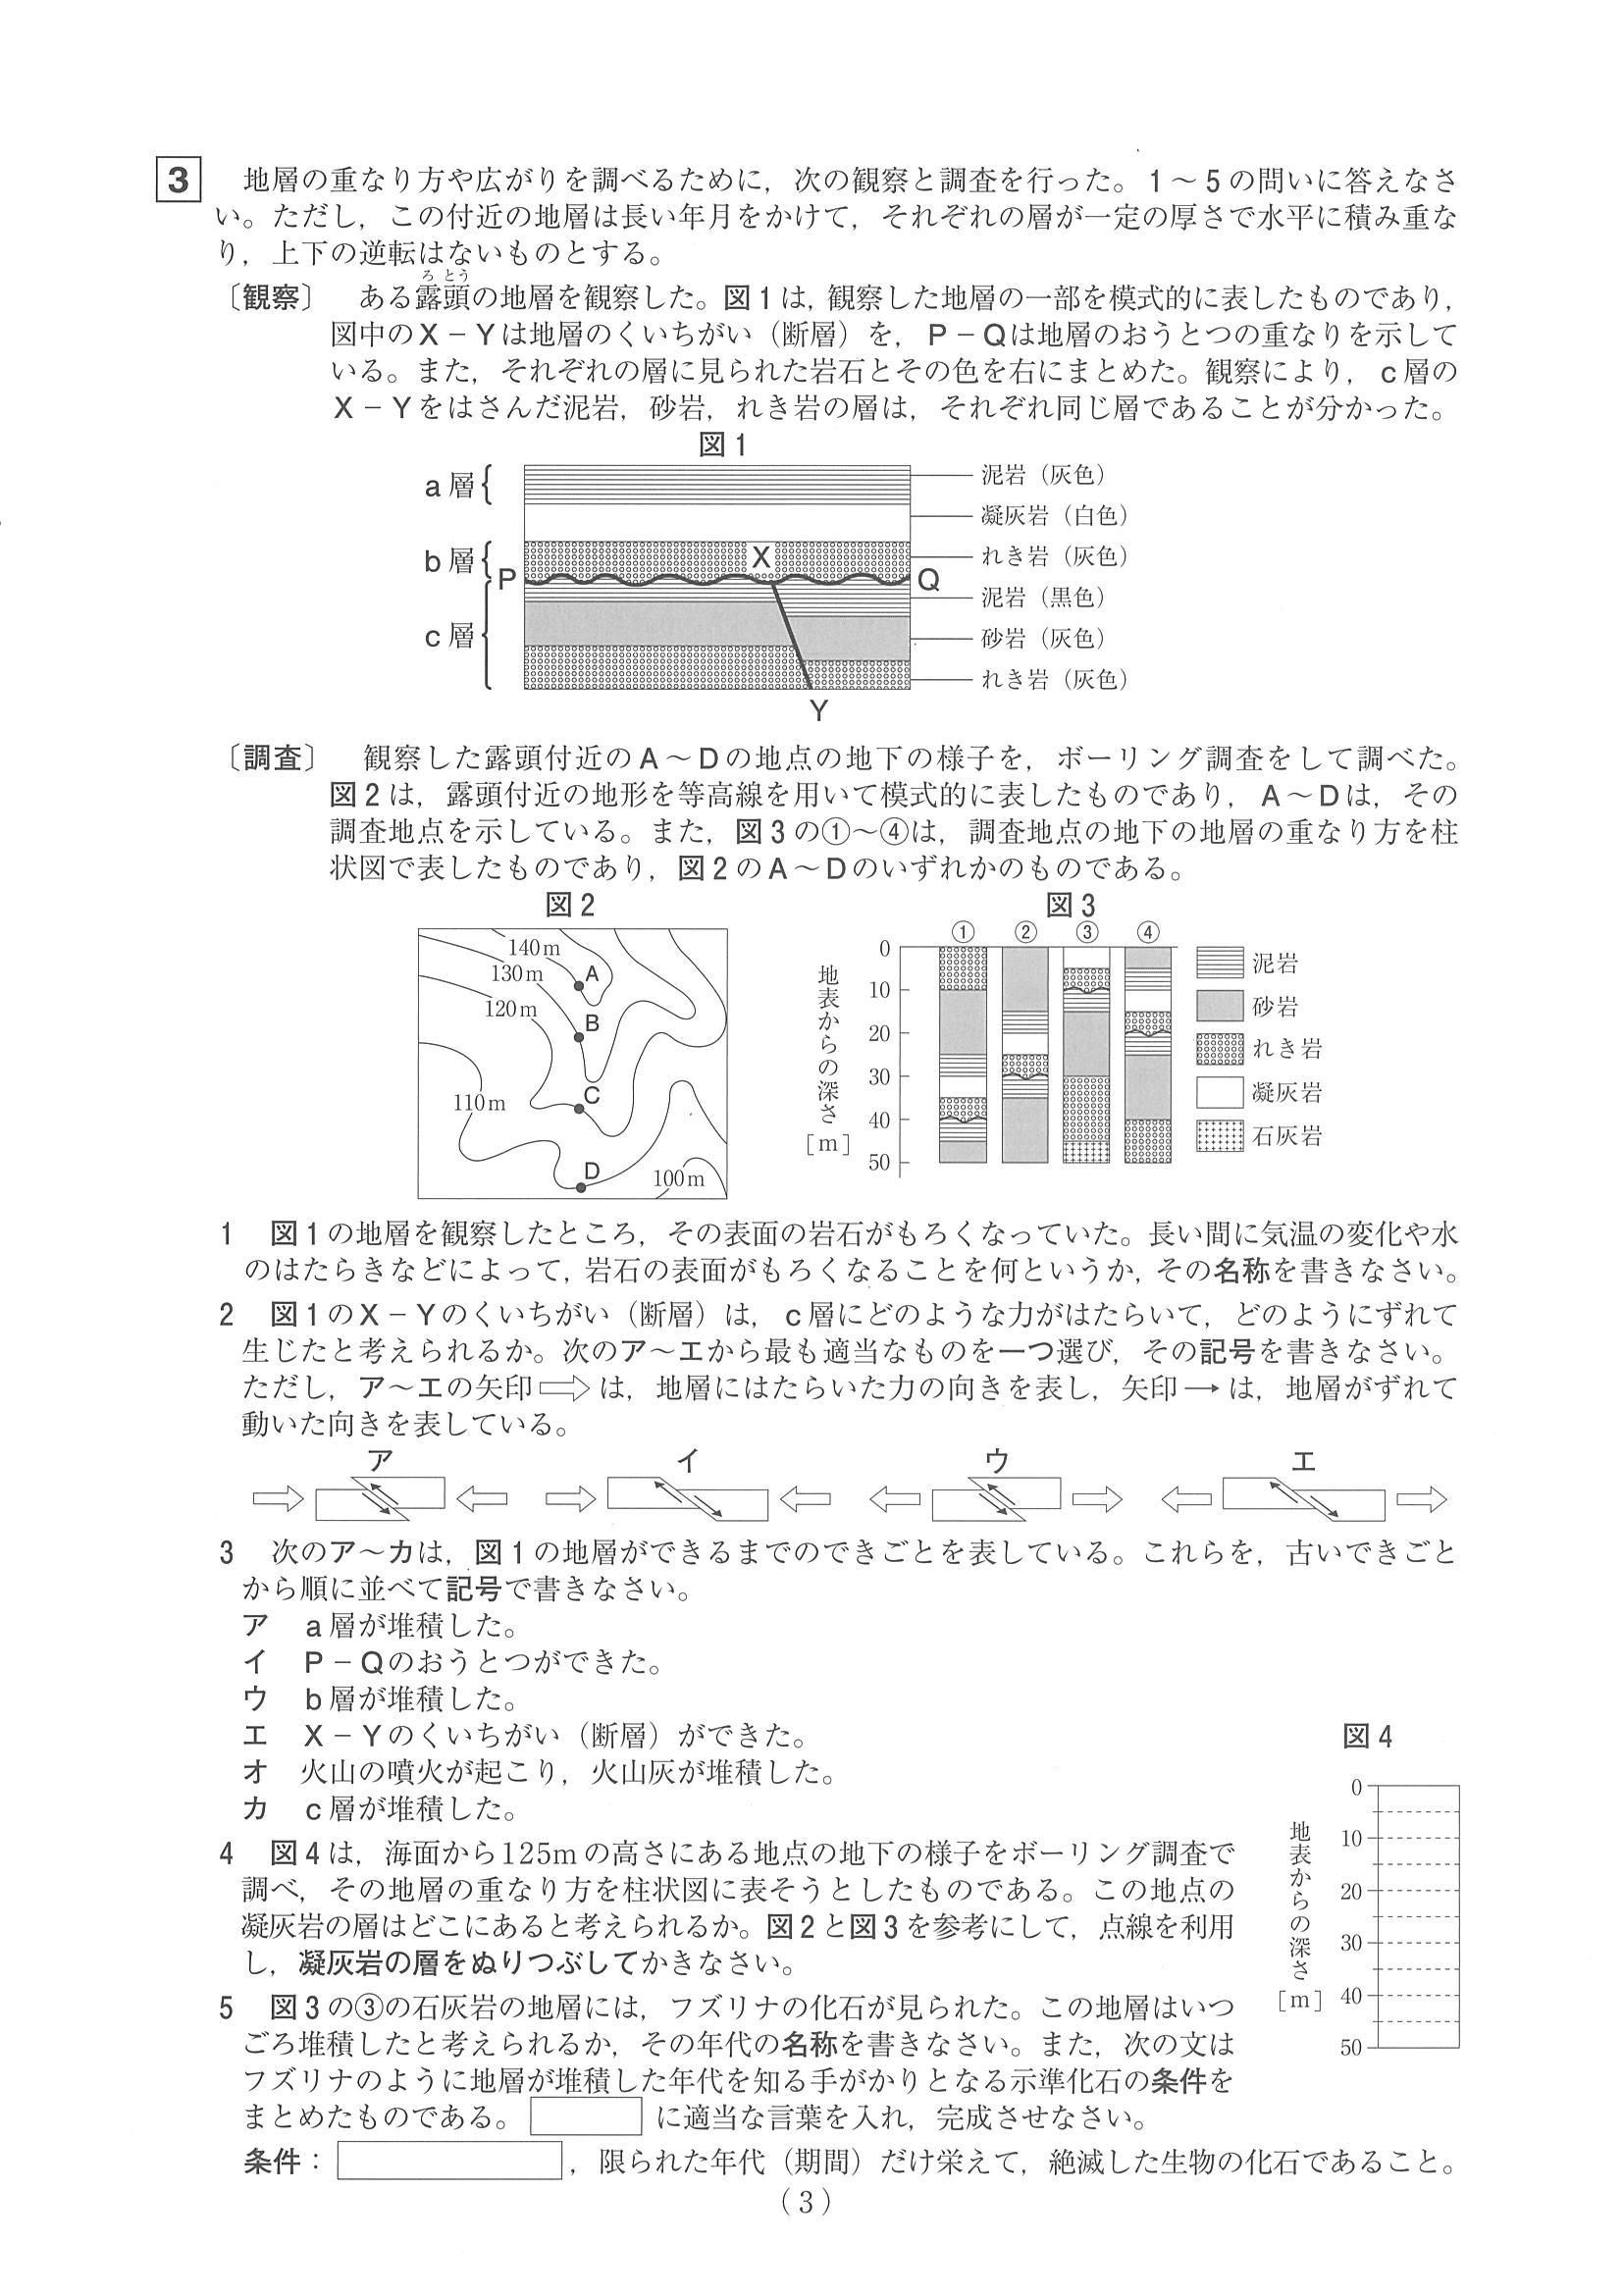 3 地層の重なり方や広がりを調べるために，次の観察と調査を行った。1～5の問いに答えなさ
い。ただし，この付近の地層は長い年月をかけて，それぞれの層が一定の厚さで水平に積み重な
り，上下の逆転はないものとする。
ろ とう
〔観察〕 ある露頭の地層を観察した。図1は，観察した地層の一部を模式的に表したものであり，
図中のX－Yは地層のくいちがい（断層）を，P－Qは地層のおうとつの重なりを示して
いる。また，それぞれの層に見られた岩石とその色を右にまとめた。観察により，c層の
X－Yをはさんだ泥岩，砂岩，れき岩の層は，それぞれ同じ層であることが分かった。
図1
a層
b層
c層
P
X
Q
Y
泥岩（灰色）
凝灰岩（白色）
れき岩（灰色）
泥岩（黒色）
砂岩（灰色）
れき岩（灰色）
〔調査〕 観察した露頭付近のA～Dの地点の地下の様子を，ボーリング調査をして調べた。
図2は，露頭付近の地形を等高線を用いて模式的に表したものであり，A～Dは，その
調査地点を示している。また，図3の①～④は，調査地点の地下の地層の重なり方を柱
状図で表したものであり，図2のA～Dのいずれかのものである。
図2
140m
130m
120m
110m
100m
A
B
C
D
図3
① ② ③ ④
地表からの深さ
［m］
0
10
20
30
40
50
泥岩
砂岩
れき岩
凝灰岩
石灰岩
1 図1の地層を観察したところ，その表面の岩石がもろくなっていた。長い間に気温の変化や水
のはたらきなどによって，岩石の表面がもろくなることを何というか，その名称を書きなさい。
2 図1のX－Yのくいちがい（断層）は，c層にどのような力がはたらいて，どのようにずれて
生じたと考えられるか。次のア～エから最も適当なものを一つ選び，その記号を書きなさい。
ただし，ア～エの矢印⇨は，地層にはたらいた力の向きを表し，矢印→は，地層がずれて
動いた向きを表している。
ア イ ウ エ
3 次のア～カは，図1の地層ができるまでのできごとを表している。これらを，古いできごと
から順に並べて記号で書きなさい。
ア a層が堆積した。
イ P－Qのおうとつができた。
ウ b層が堆積した。
エ X－Yのくいちがい（断層）ができた。
オ 火山の噴火が起こり，火山灰が堆積した。
カ c層が堆積した。
4 図4は，海面から125mの高さにある地点の地下の様子をボーリング調査で
調べ，その地層の重なり方を柱状図に表そうとしたものである。この地点の
凝灰岩の層はどこにあると考えられるか。図2と図3を参考にして，点線を利用
し，凝灰岩の層をぬりつぶしてかきなさい。
5 図3の③の石灰岩の地層には，フズリナの化石が見られた。この地層はいつ
ごろ堆積したと考えられるか，その年代の名称を書きなさい。また，次の文は
フズリナのように地層が堆積した年代を知る手がかりとなる示準化石の条件を
まとめたものである。 に適当な言葉を入れ，完成させなさい。
条件： ，限られた年代（期間）だけ栄えて，絶滅した生物の化石であること。
図4
地表からの深さ
［m］
0
10
20
30
40
50
（3）